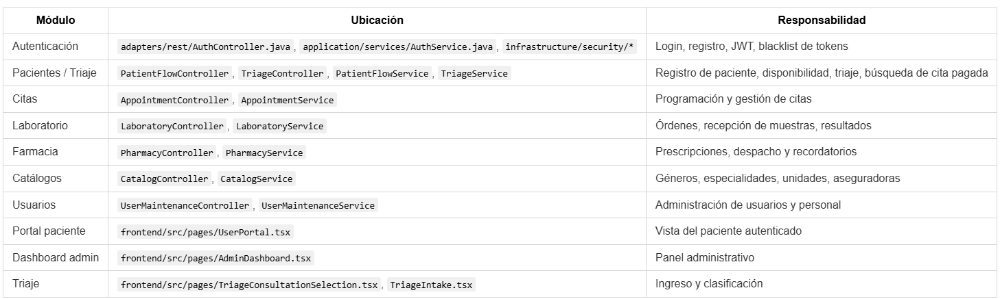 Módulo Ubicación Responsabilidad
Autenticación adapters/rest/AuthController.java, application/services/AuthService.java, infrastructure/security/* Login, registro, JWT, blacklist de tokens
Pacientes / Triaje PatientFlowController, TriageController, PatientFlowService, TriageService Registro de paciente, disponibilidad, triaje, búsqueda de cita pagada
Citas AppointmentController, AppointmentService Programación y gestión de citas
Laboratorio LaboratoryController, LaboratoryService Órdenes, recepción de muestras, resultados
Farmacia PharmacyController, PharmacyService Prescripciones, despacho y recordatorios
Catálogos CatalogController, CatalogService Géneros, especialidades, unidades, aseguradoras
Usuarios UserMaintenanceController, UserMaintenanceService Administración de usuarios y personal
Portal paciente frontend/src/pages/UserPortal.tsx Vista del paciente autenticado
Dashboard admin frontend/src/pages/AdminDashboard.tsx Panel administrativo
Triaje frontend/src/pages/TriageConsultationSelection.tsx, TriageIntake.tsx Ingreso y clasificación